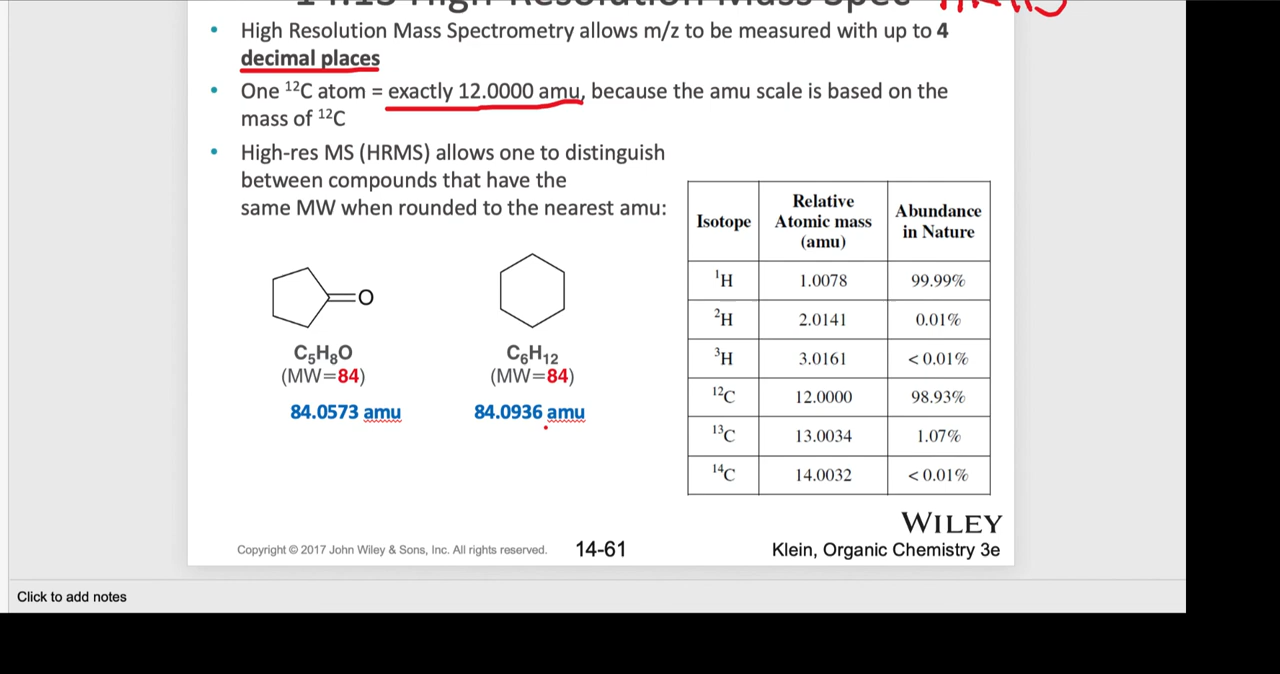 • High Resolution Mass Spectrometry allows m/z to be measured with up to 4
decimal places
• One ¹²C atom = exactly 12.0000 amu, because the amu scale is based on the
mass of ¹²C
• High-res MS (HRMS) allows one to distinguish
between compounds that have the
same MW when rounded to the nearest amu:
O
C₅H₈O
(MW=84)
84.0573 amu
C₆H₁₂
(MW=84)
84.0936 amu
Isotope Relative Atomic mass (amu) Abundance in Nature
¹H 1.0078 99.99%
²H 2.0141 0.01%
³H 3.0161 < 0.01%
¹²C 12.0000 98.93%
¹³C 13.0034 1.07%
¹⁴C 14.0032 < 0.01%
WILEY
Copyright © 2017 John Wiley & Sons, Inc. All rights reserved. 14-61 Klein, Organic Chemistry 3e
Click to add notes